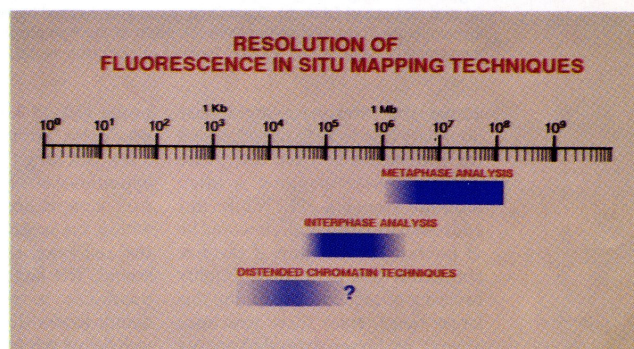 RESOLUTION OF
FLUORESCENCE IN SITU MAPPING TECHNIQUES
1 Kb 1 Mb
10⁰ 10¹ 10² 10³ 10⁴ 10⁵ 10⁶ 10⁷ 10⁸ 10⁹
METAPHASE ANALYSIS
INTERPHASE ANALYSIS
DISTENDED CHROMATIN TECHNIQUES
?